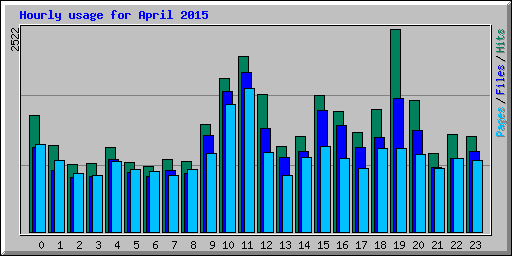 Hourly usage for April 2015
2522
Pages / Files / Hits
0 1 2 3 4 5 6 7 8 9 10 11 12 13 14 15 16 17 18 19 20 21 22 23